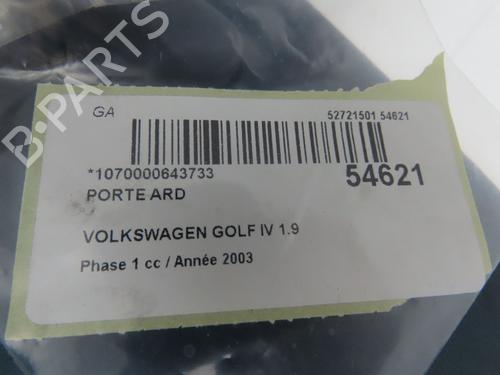 GA
52721501 54621
*1070000643733
54621
PORTE ARD
VOLKSWAGEN GOLF IV 1.9
Phase 1 cc / Année 2003
B-PARTS